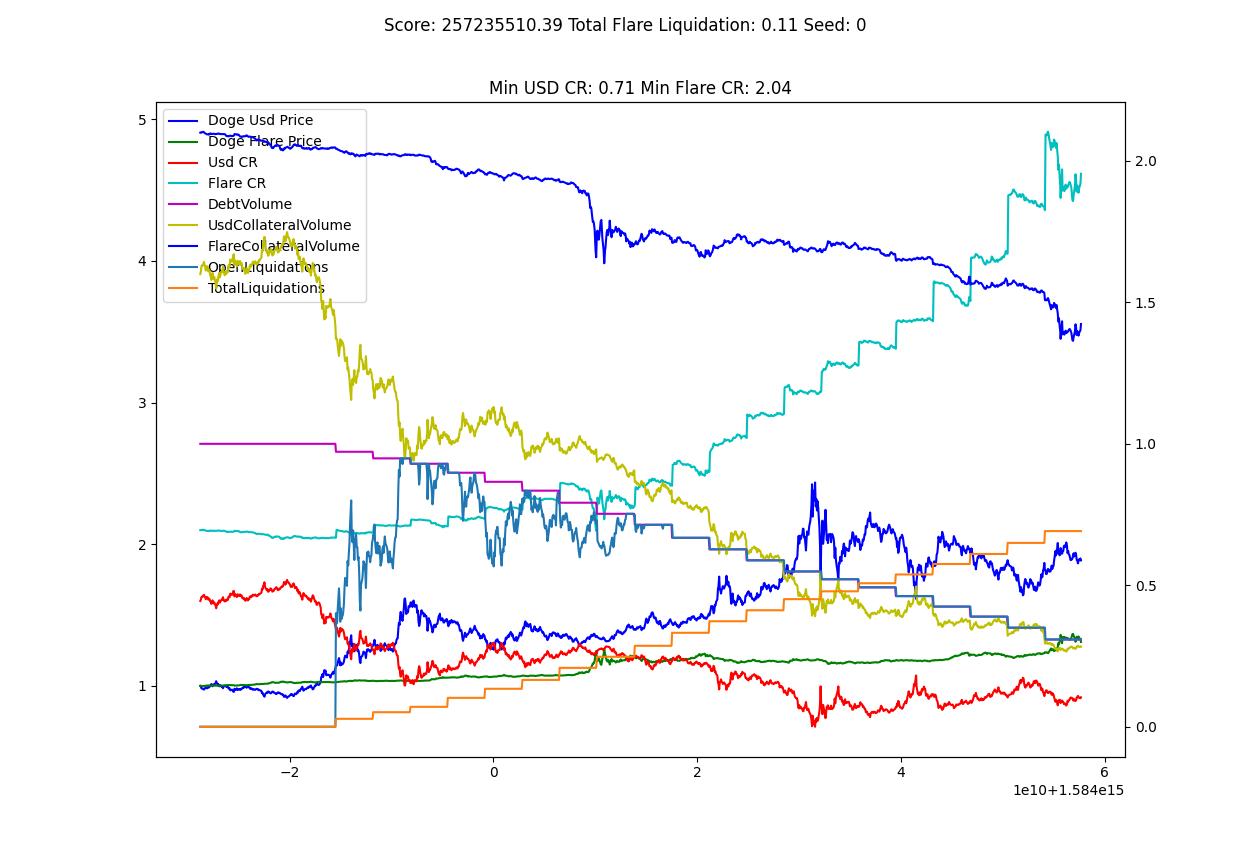 Score: 257235510.39 Total Flare Liquidation: 0.11 Seed: 0
Min USD CR: 0.71 Min Flare CR: 2.04
Doge Usd Price
Doge Flare Price
Usd CR
Flare CR
DebtVolume
UsdCollateralVolume
FlareCollateralVolume
OpenLiquidations
TotalLiquidations
5
4
3
2
1
2.0
1.5
1.0
0.5
0.0
−2
0
2
4
6
1e10+1.584e15